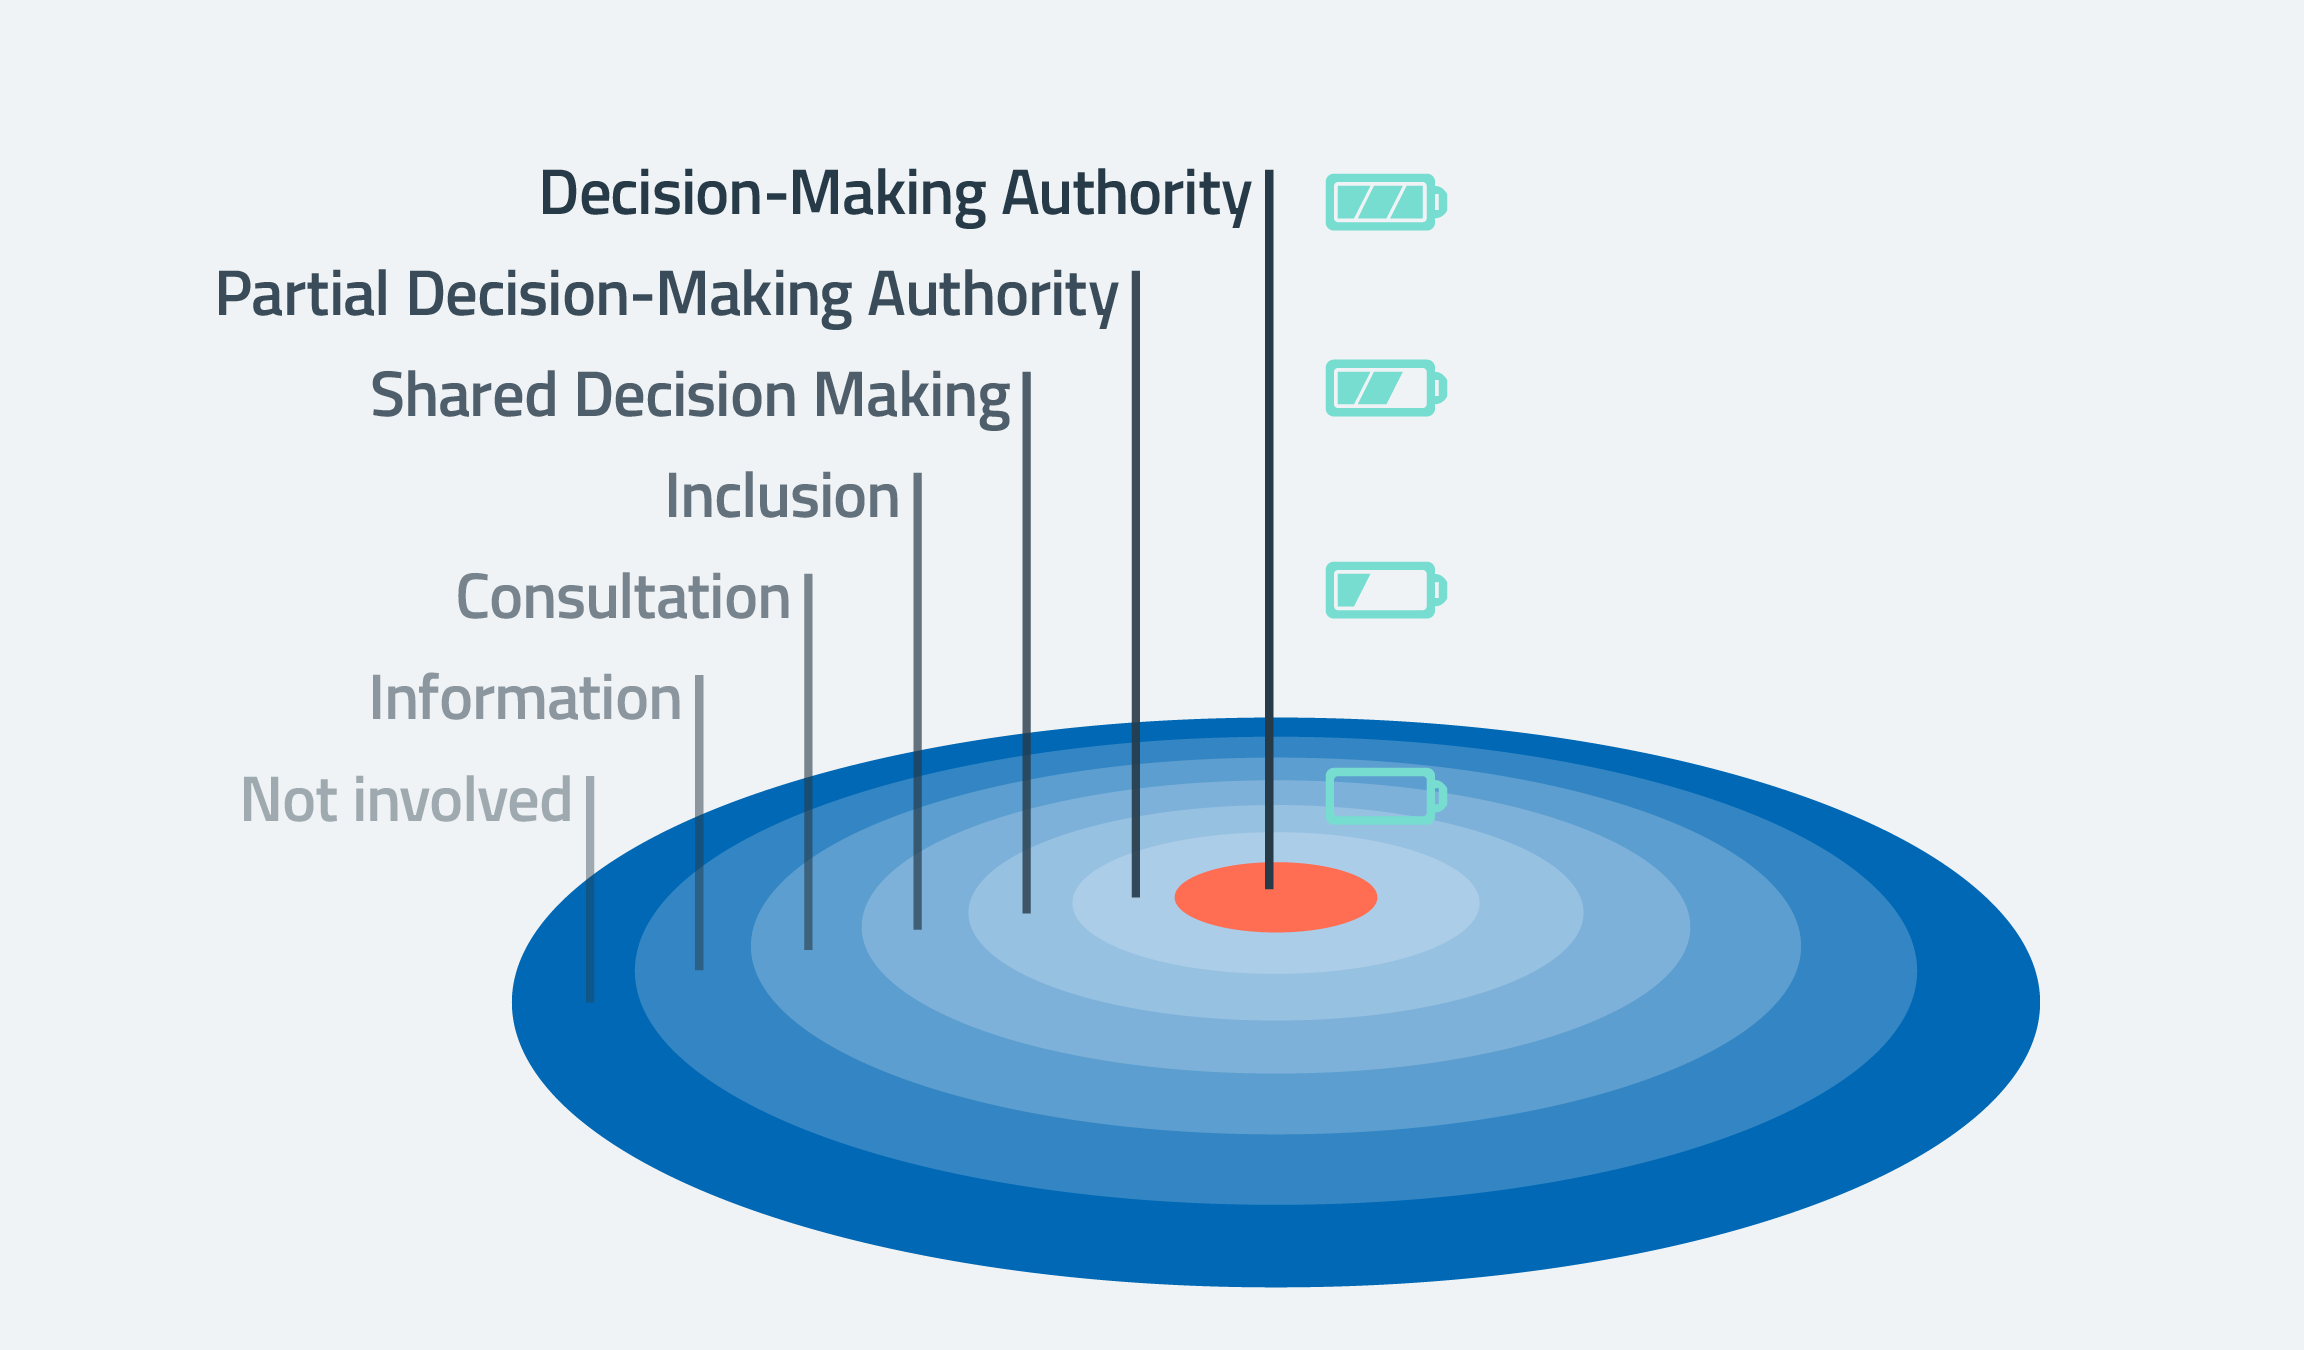 Decision-Making Authority
Partial Decision-Making Authority
Shared Decision Making
Inclusion
Consultation
Information
Not involved